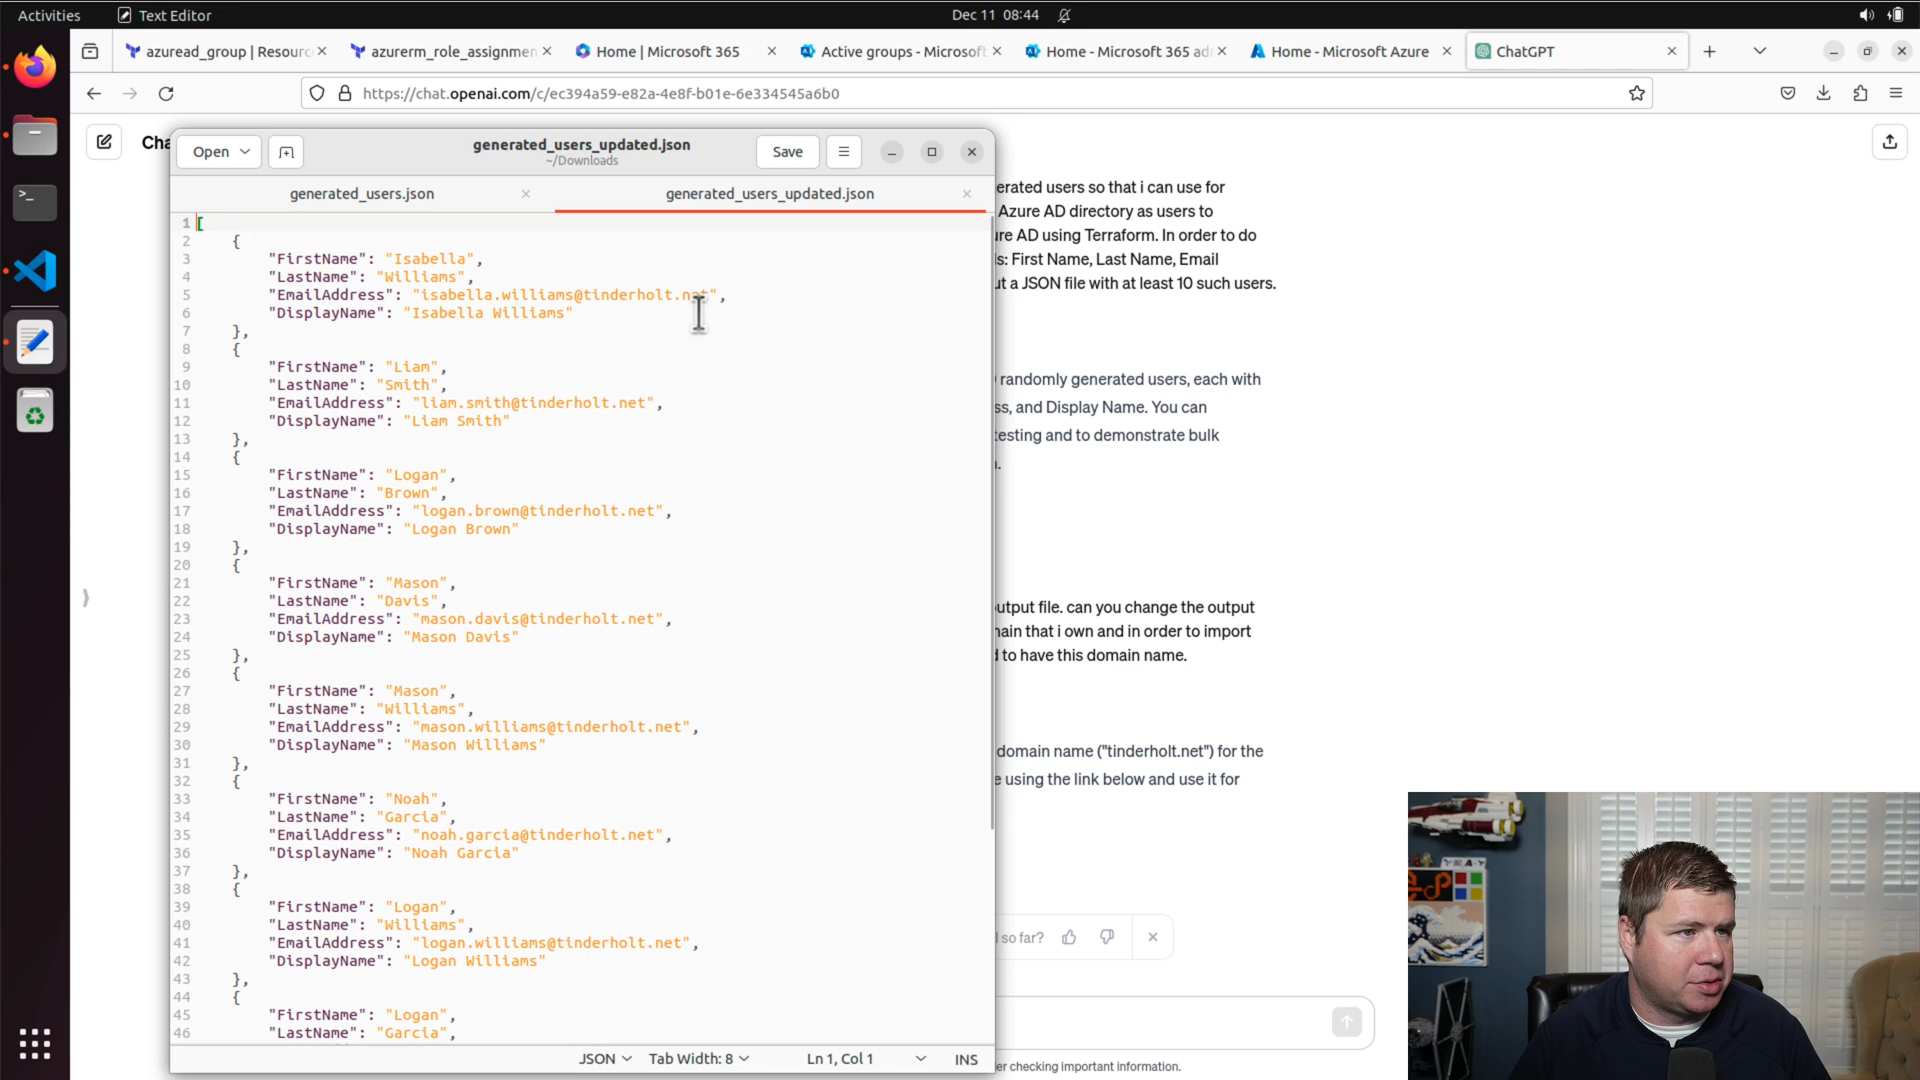 Activities
Text Editor
Dec 11 08:44
azuread_group | Resourc
azurerm_role_assignmen
Home | Microsoft 365
Active groups - Microsoft
Home - Microsoft 365 ad
Home - Microsoft Azure
ChatGPT
https://chat.openai.com/c/ec394a59-e82a-4e8f-b01e-6e334545a6b0
Cha
Open
generated_users_updated.json
~/Downloads
Save
generated_users.json
generated_users_updated.json
1 [
2 {
3 "FirstName": "Isabella",
4 "LastName": "Williams",
5 "EmailAddress": "isabella.williams@tinderholt.net",
6 "DisplayName": "Isabella Williams"
7 },
8 {
9 "FirstName": "Liam",
10 "LastName": "Smith",
11 "EmailAddress": "liam.smith@tinderholt.net",
12 "DisplayName": "Liam Smith"
13 },
14 {
15 "FirstName": "Logan",
16 "LastName": "Brown",
17 "EmailAddress": "logan.brown@tinderholt.net",
18 "DisplayName": "Logan Brown"
19 },
20 {
21 "FirstName": "Mason",
22 "LastName": "Davis",
23 "EmailAddress": "mason.davis@tinderholt.net",
24 "DisplayName": "Mason Davis"
25 },
26 {
27 "FirstName": "Mason",
28 "LastName": "Williams",
29 "EmailAddress": "mason.williams@tinderholt.net",
30 "DisplayName": "Mason Williams"
31 },
32 {
33 "FirstName": "Noah",
34 "LastName": "Garcia",
35 "EmailAddress": "noah.garcia@tinderholt.net",
36 "DisplayName": "Noah Garcia"
37 },
38 {
39 "FirstName": "Logan",
40 "LastName": "Williams",
41 "EmailAddress": "logan.williams@tinderholt.net",
42 "DisplayName": "Logan Williams"
43 },
44 {
45 "FirstName": "Logan",
46 "LastName": "Garcia",
JSON
Tab Width: 8
Ln 1, Col 1
INS
erated users so that i can use for
Azure AD directory as users to
re AD using Terraform. In order to do
s: First Name, Last Name, Email
ut a JSON file with at least 10 such users.
randomly generated users, each with
ss, and Display Name. You can
testing and to demonstrate bulk
utput file. can you change the output
nain that i own and in order to import
d to have this domain name.
domain name ("tinderholt.net") for the
e using the link below and use it for
l so far?
er checking important information.